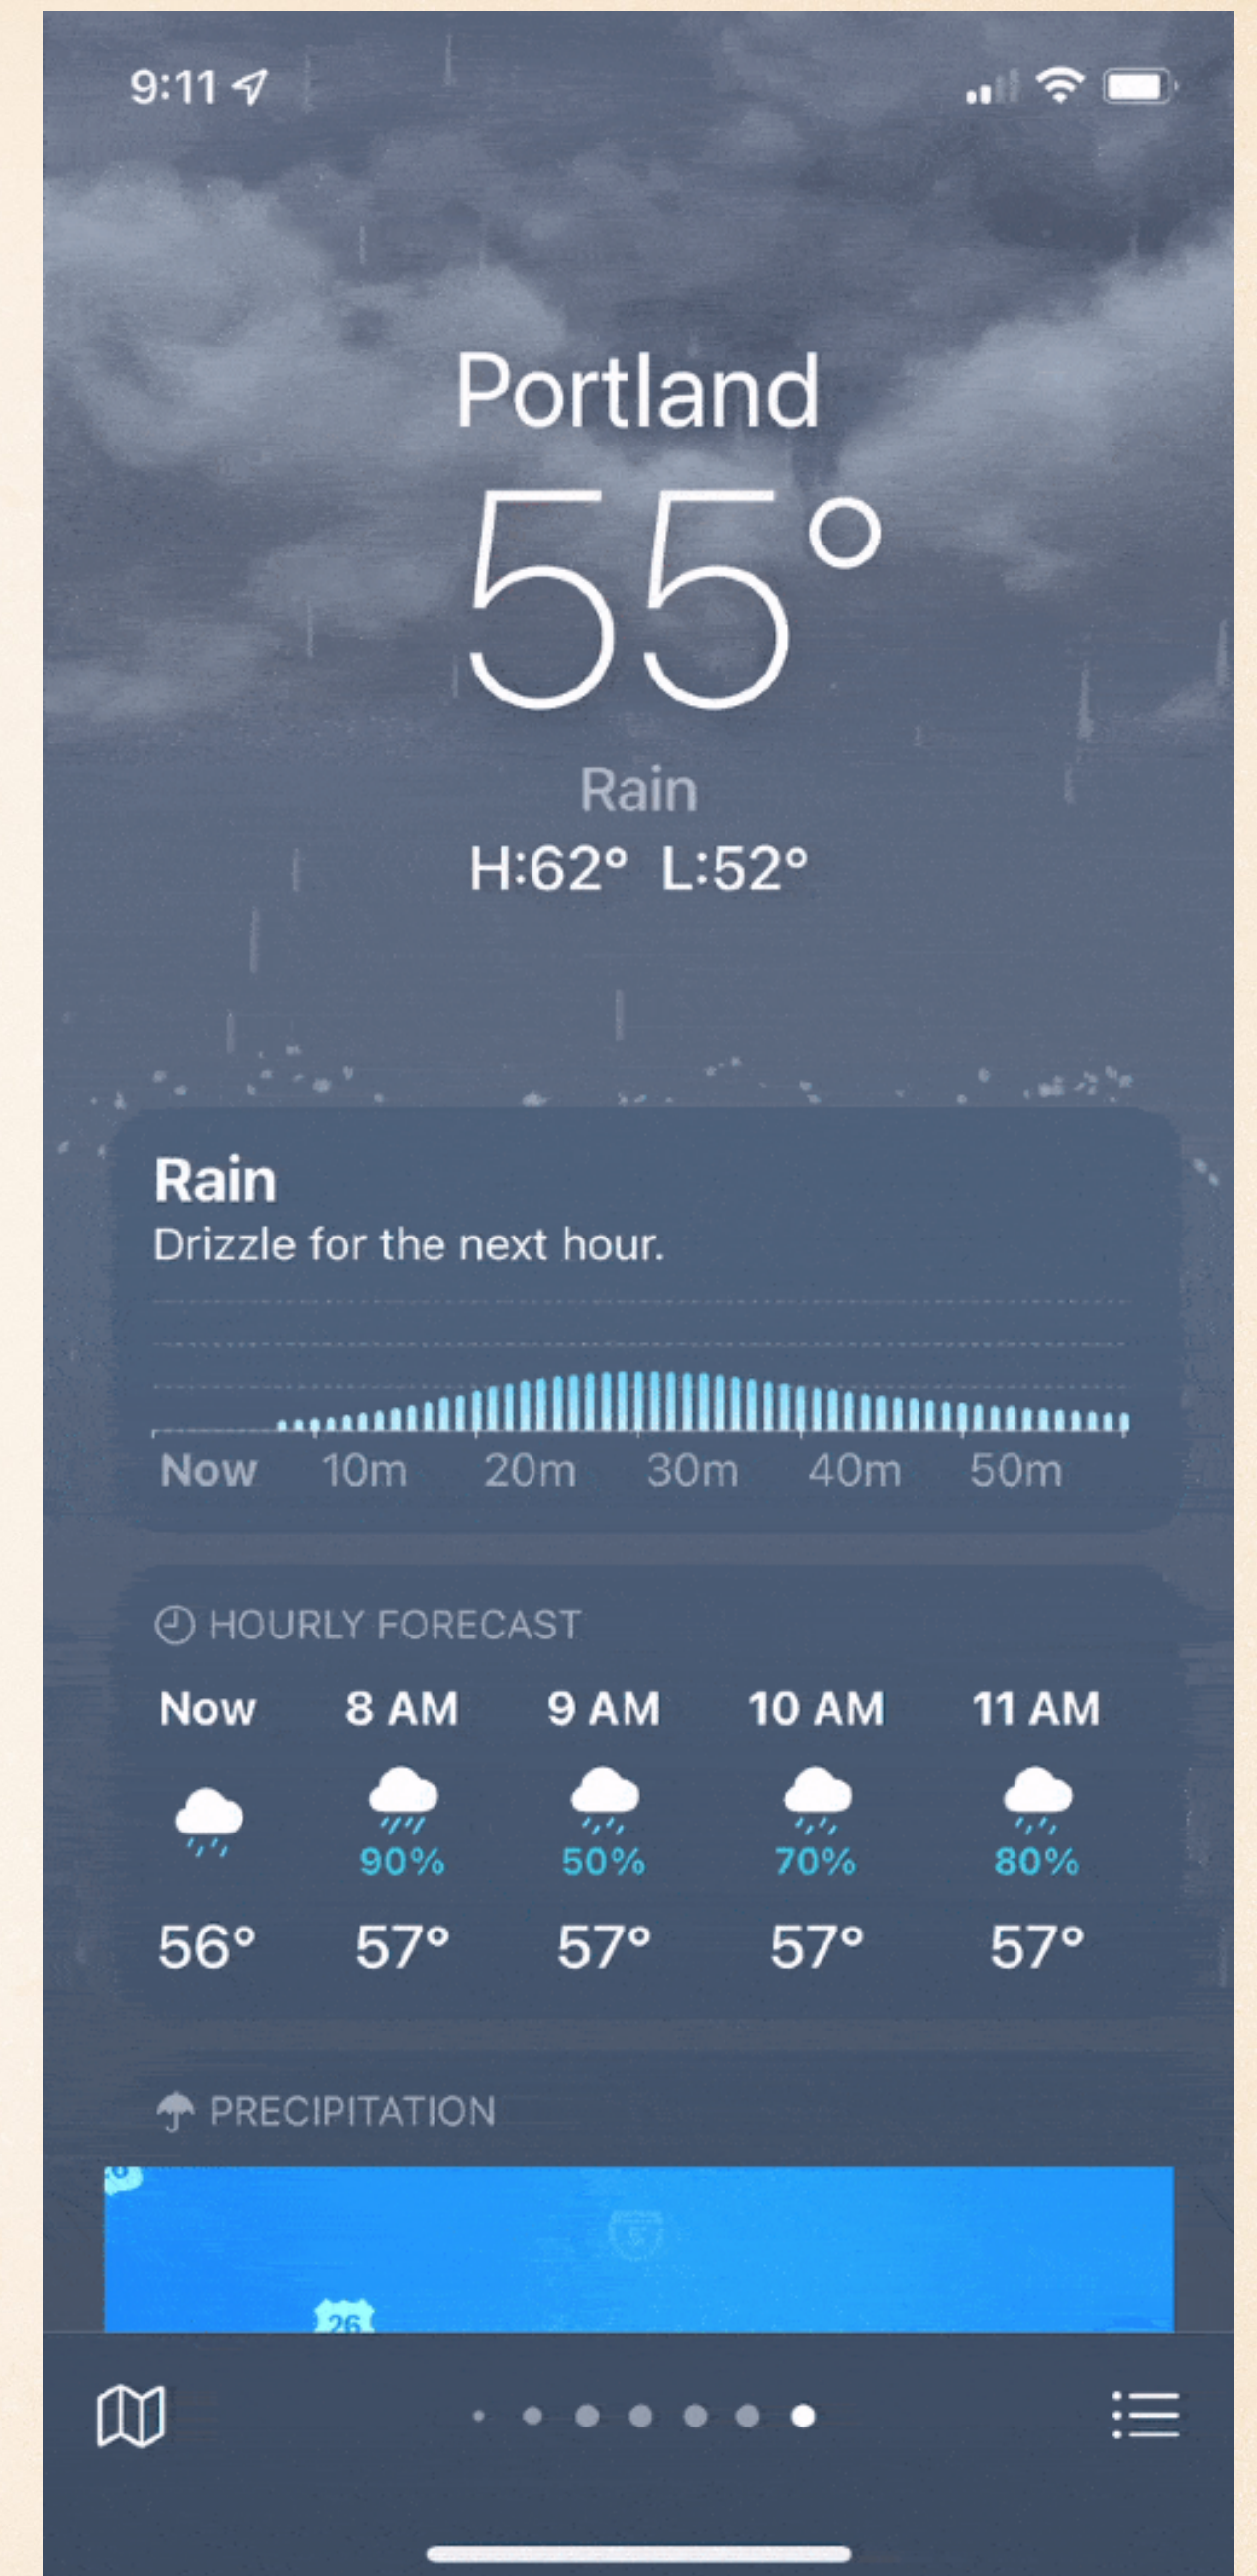 9:11
Portland
55°
Rain
H:62° L:52°
Rain
Drizzle for the next hour.
Now 10m 20m 30m 40m 50m
HOURLY FORECAST
Now 8 AM 9 AM 10 AM 11 AM
90% 50% 70% 80%
56° 57° 57° 57° 57°
PRECIPITATION
5
26